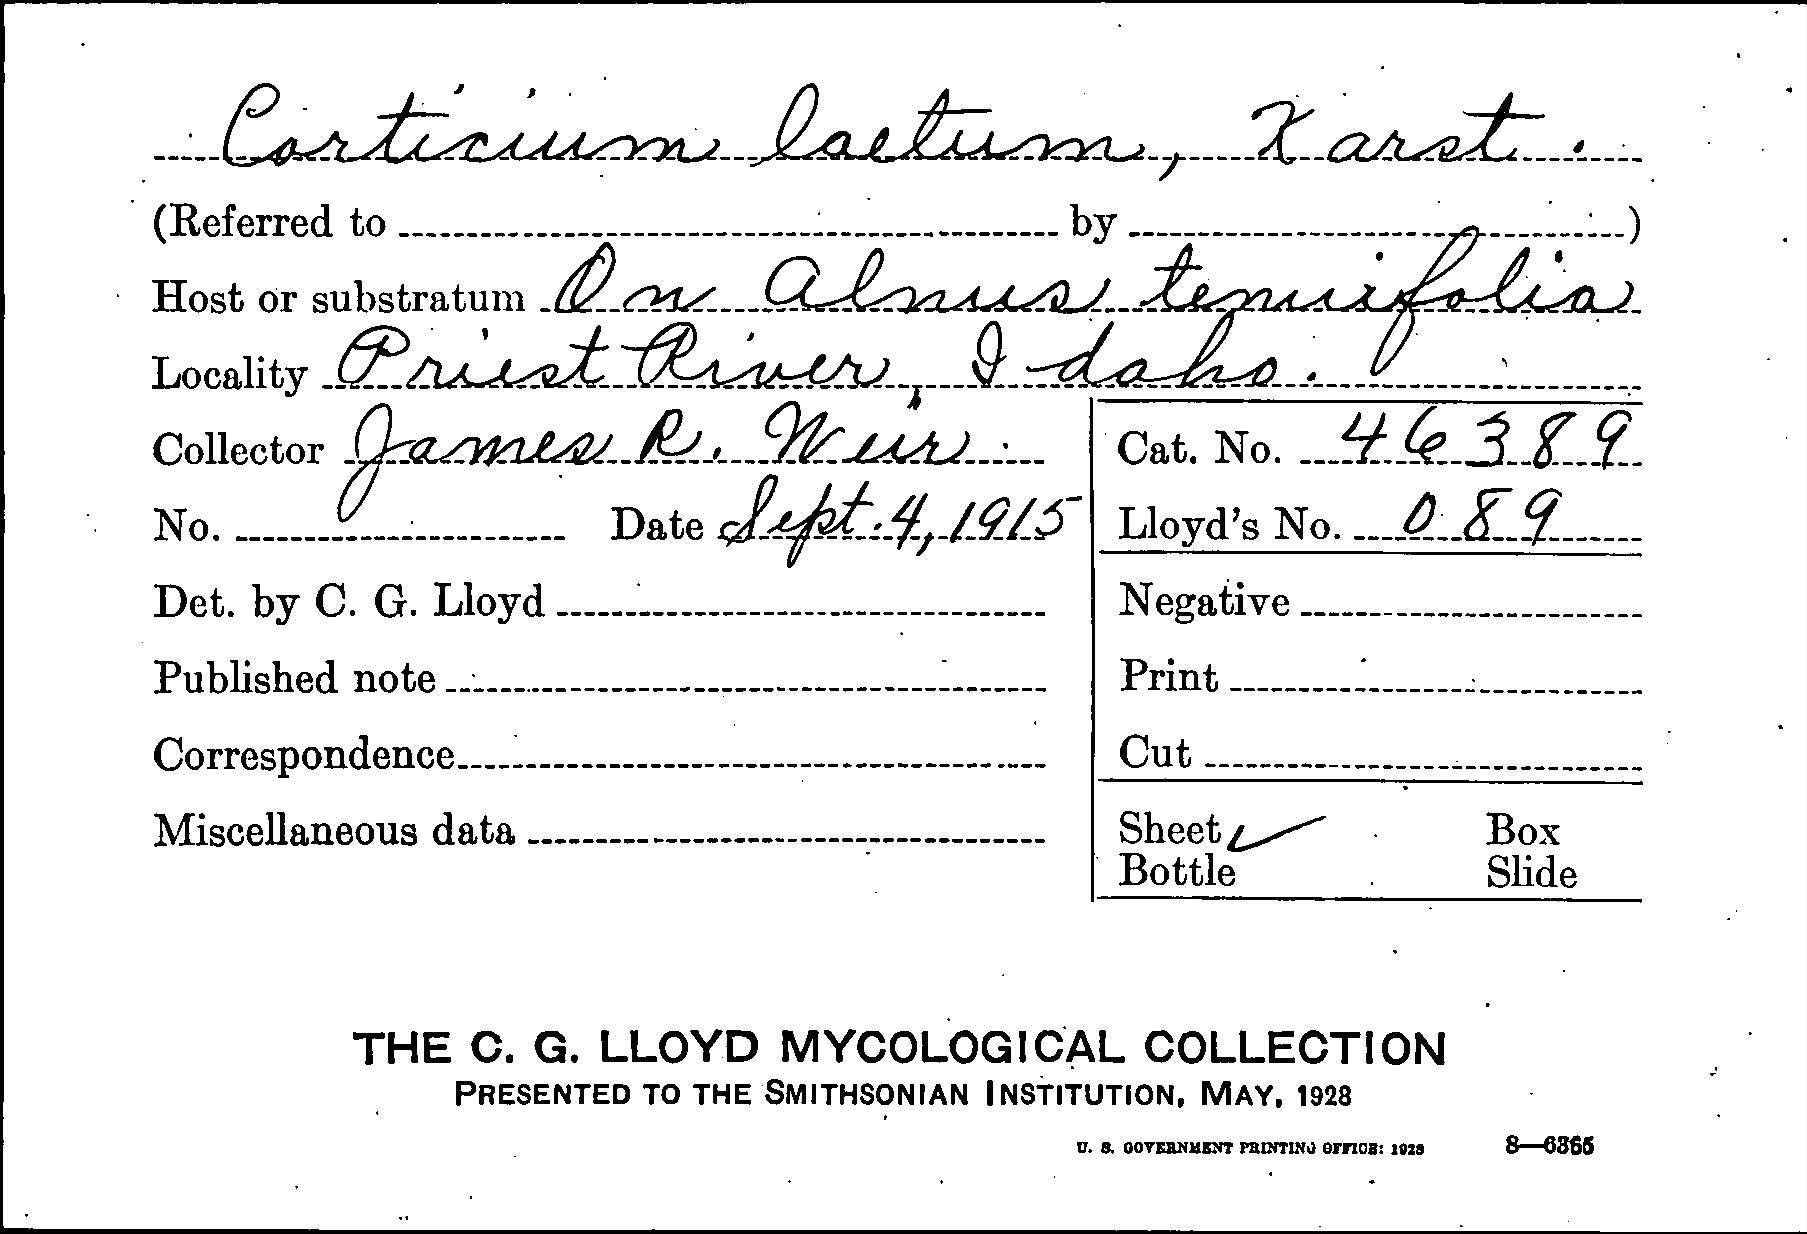 Corticium laetum, Karst.
(Referred to by )
Host or substratum On Alnus tenuifolia
Locality Priest River, Idaho.
Collector James R. Weir
Cat. No. 46389
No. Date Sept. 4, 1915
Lloyd's No. 089
Det. by C. G. Lloyd
Negative
Published note
Print
Correspondence
Cut
Miscellaneous data
Sheet ✓ Box
Bottle Slide
THE C. G. LLOYD MYCOLOGICAL COLLECTION
PRESENTED TO THE SMITHSONIAN INSTITUTION, MAY, 1928
U. S. GOVERNMENT PRINTING OFFICE: 1928 8—6365